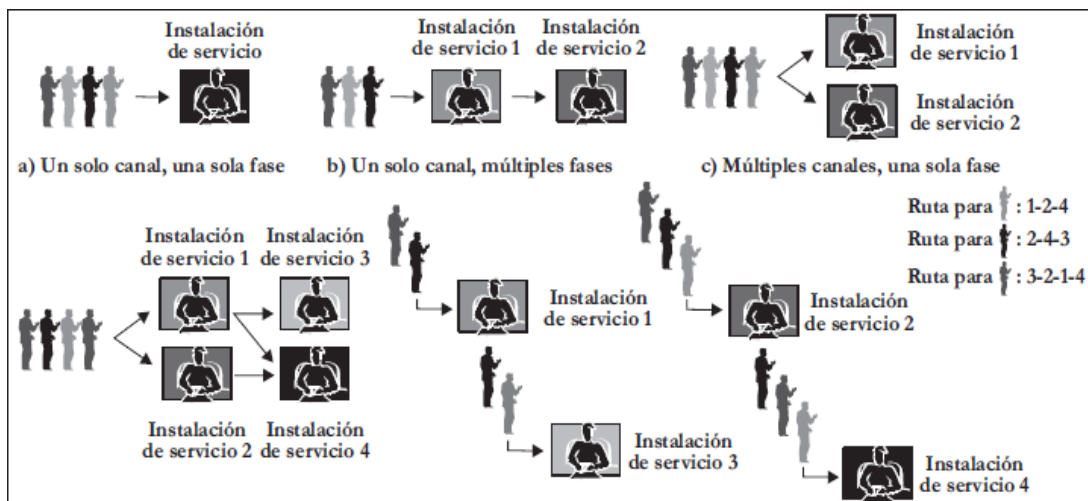 Instalación
de servicio
a) Un solo canal, una sola fase
Instalación
de servicio 1
Instalación
de servicio 2
b) Un solo canal, múltiples fases
Instalación
de servicio 1
Instalación
de servicio 2
c) Múltiples canales, una sola fase
Instalación
de servicio 1
Instalación
de servicio 3
Instalación
de servicio 2
Instalación
de servicio 4
Instalación
de servicio 1
Instalación
de servicio 3
Instalación
de servicio 2
Instalación
de servicio 4
Ruta para : 1-2-4
Ruta para : 2-4-3
Ruta para : 3-2-1-4